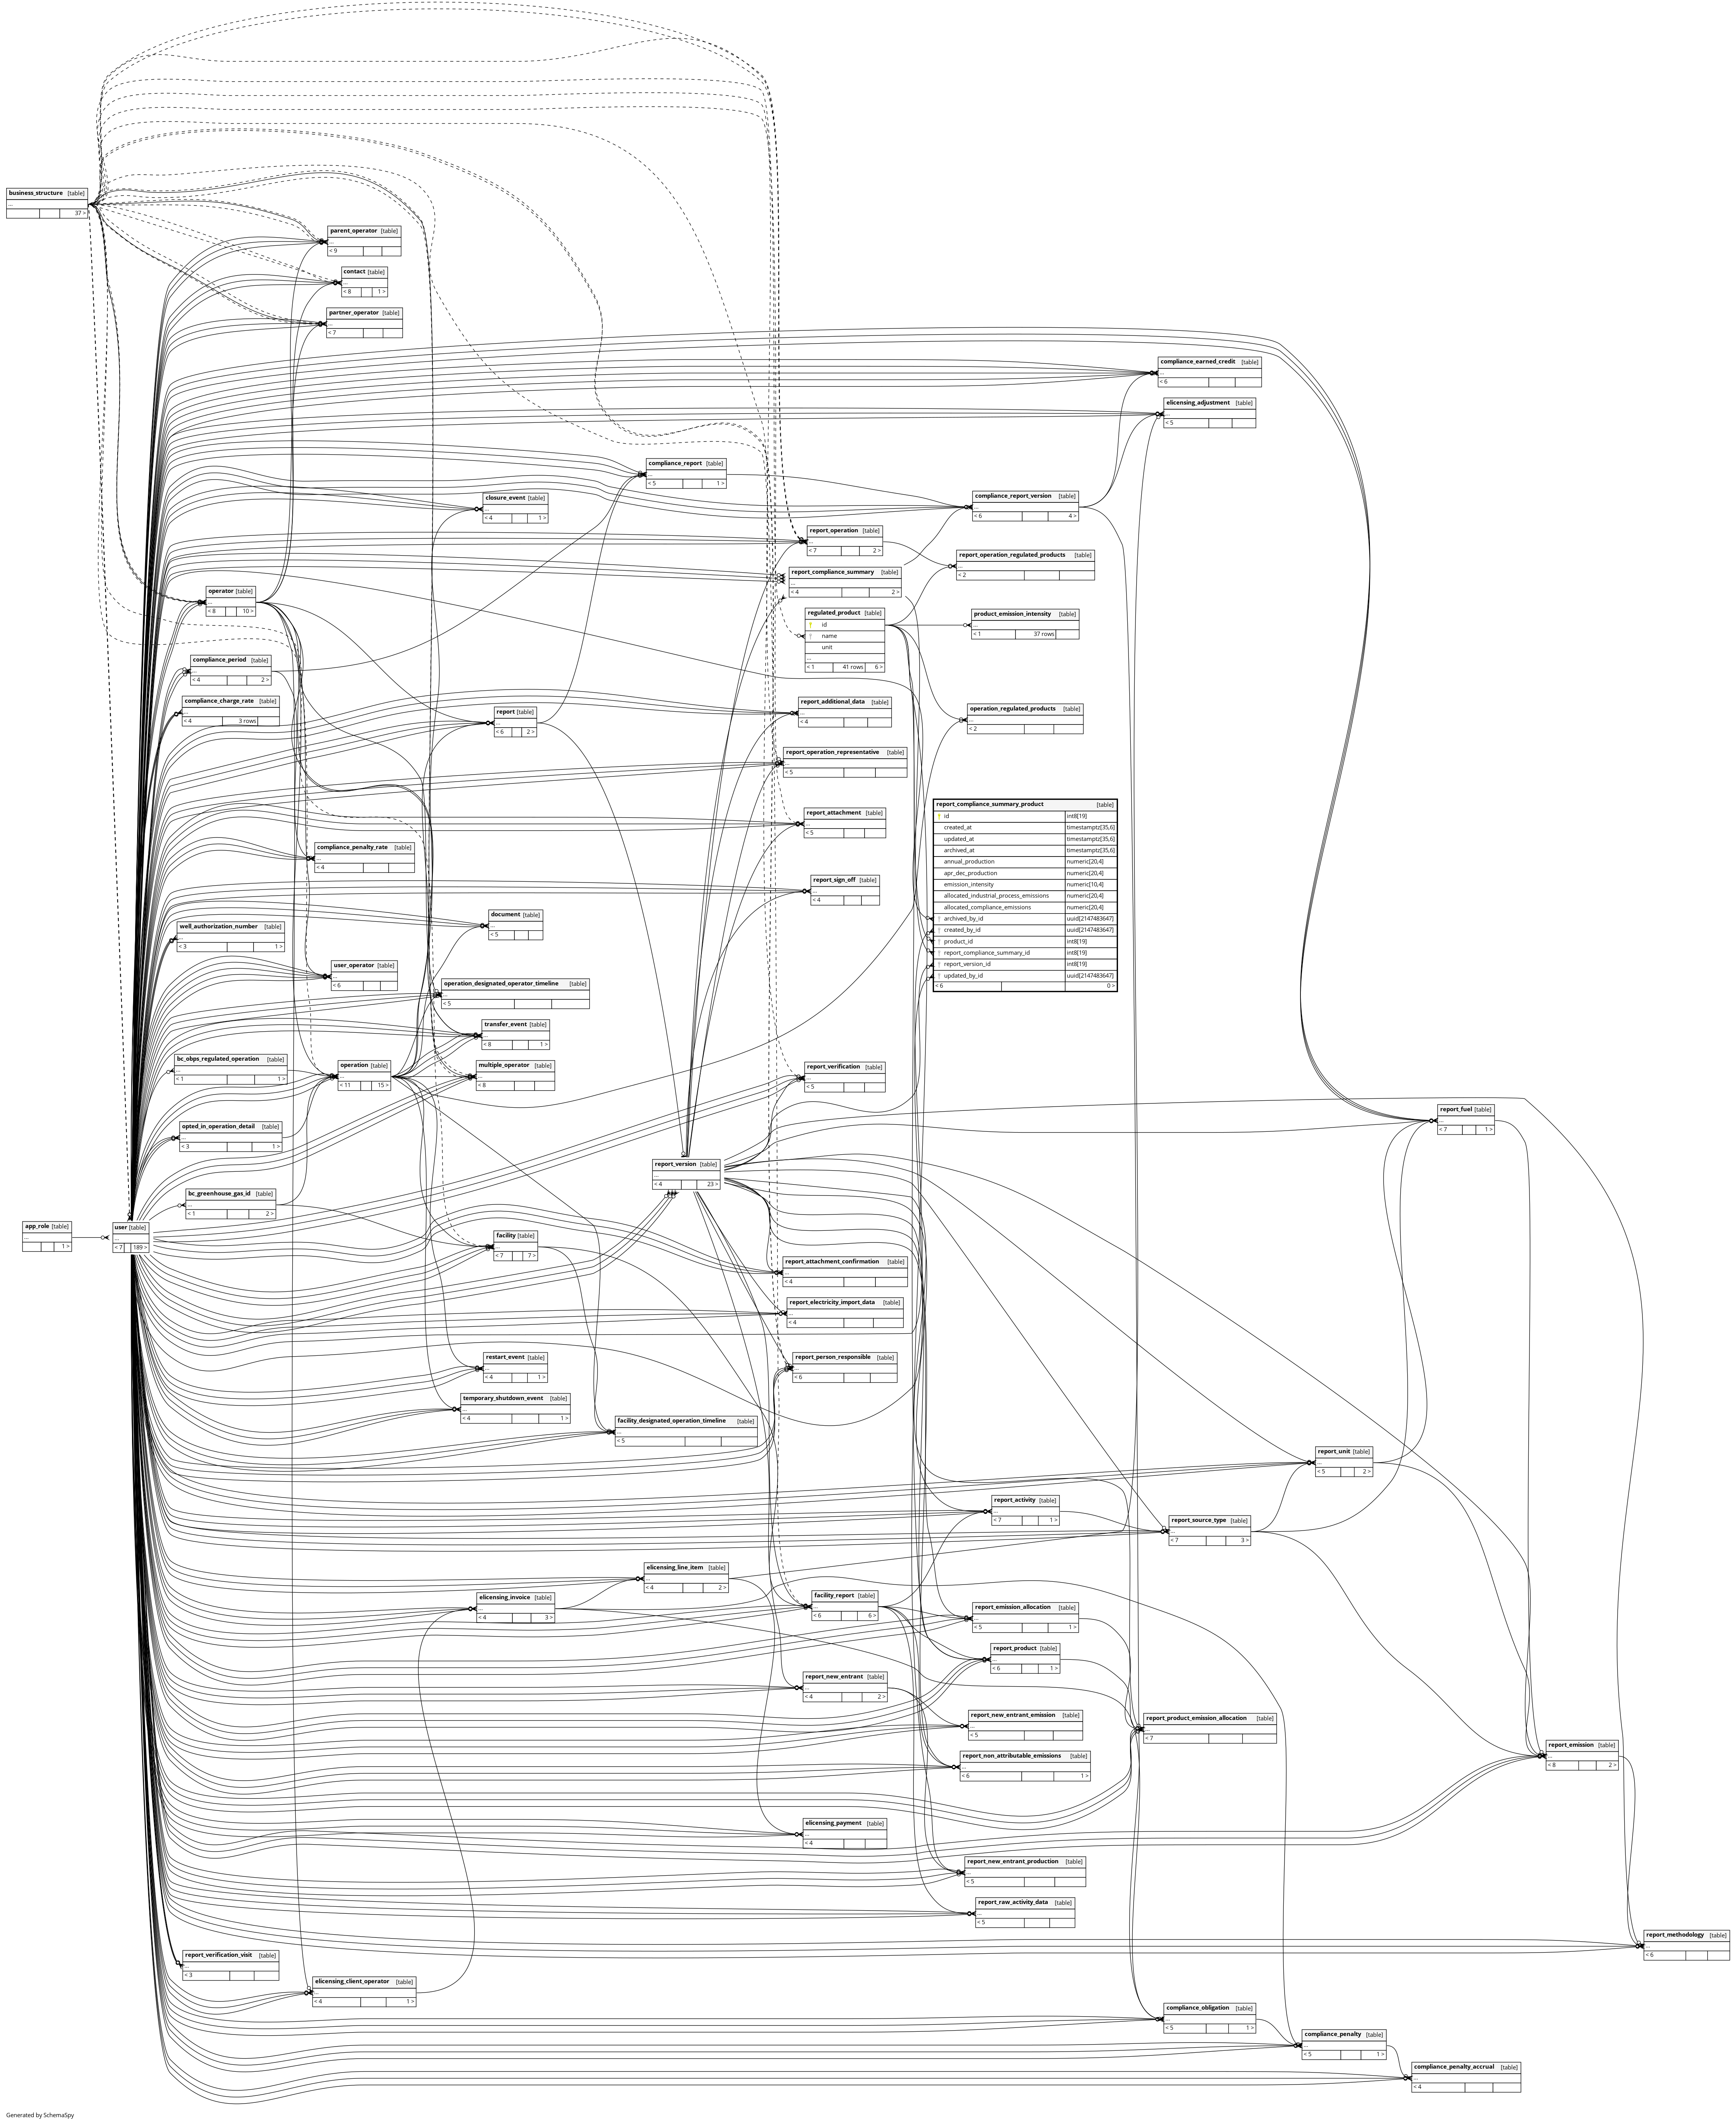 business_structure [table]
...
37 >
parent_operator [table]
...
< 9
contact [table]
...
< 8 1 >
partner_operator [table]
...
< 7
compliance_earned_credit [table]
...
< 6
elicensing_adjustment [table]
...
< 5
compliance_report [table]
...
< 5 1 >
closure_event [table]
...
< 4 1 >
compliance_report_version [table]
...
< 6 4 >
report_operation [table]
...
< 7 2 >
report_operation_regulated_products [table]
...
< 2
report_compliance_summary [table]
...
< 4 2 >
operator [table]
...
< 8 10 >
regulated_product [table]
id
name
unit
...
< 1 41 rows 6 >
product_emission_intensity [table]
...
< 1 37 rows
compliance_period [table]
...
< 4 2 >
compliance_charge_rate [table]
...
< 4 3 rows
report [table]
...
< 6 2 >
report_additional_data [table]
...
< 4
operation_regulated_products [table]
...
< 2
report_operation_representative [table]
...
< 5
report_compliance_summary_product [table]
id int8[19]
created_at timestamptz[35,6]
updated_at timestamptz[35,6]
archived_at timestamptz[35,6]
annual_production numeric[20,4]
apr_dec_production numeric[20,4]
emission_intensity numeric[10,4]
allocated_industrial_process_emissions numeric[20,4]
allocated_compliance_emissions numeric[20,4]
archived_by_id uuid[2147483647]
created_by_id uuid[2147483647]
product_id int8[19]
report_compliance_summary_id int8[19]
report_version_id int8[19]
updated_by_id uuid[2147483647]
< 6 0 >
report_attachment [table]
...
< 5
compliance_penalty_rate [table]
...
< 4
report_sign_off [table]
...
< 4
document [table]
...
< 5
well_authorization_number [table]
...
< 3 1 >
user_operator [table]
...
< 6
operation_designated_operator_timeline [table]
...
< 5
transfer_event [table]
...
< 8 1 >
bc_obps_regulated_operation [table]
...
< 1 1 >
operation [table]
...
< 11 15 >
multiple_operator [table]
...
< 8
report_verification [table]
...
< 5
report_fuel [table]
...
< 7 1 >
opted_in_operation_detail [table]
...
< 3 1 >
report_version [table]
...
< 4 23 >
bc_greenhouse_gas_id [table]
...
< 1 2 >
app_role [table]
...
1 >
user [table]
...
< 7 189 >
facility [table]
...
< 7 7 >
report_attachment_confirmation [table]
...
< 4
report_electricity_import_data [table]
...
< 4
restart_event [table]
...
< 4 1 >
report_person_responsible [table]
...
< 6
temporary_shutdown_event [table]
...
< 4 1 >
facility_designated_operation_timeline [table]
...
< 5
report_unit [table]
...
< 5 2 >
report_activity [table]
...
< 7 1 >
report_source_type [table]
...
< 7 3 >
elicensing_line_item [table]
...
< 4 2 >
elicensing_invoice [table]
...
< 4 3 >
facility_report [table]
...
< 6 6 >
report_emission_allocation [table]
...
< 5 1 >
report_product [table]
...
< 6 1 >
report_new_entrant [table]
...
< 4 2 >
report_new_entrant_emission [table]
...
< 5
report_product_emission_allocation [table]
...
< 7
report_non_attributable_emissions [table]
...
< 6 1 >
report_emission [table]
...
< 8 2 >
elicensing_payment [table]
...
< 4
report_new_entrant_production [table]
...
< 5
report_raw_activity_data [table]
...
< 5
report_methodology [table]
...
< 6
report_verification_visit [table]
...
< 3
elicensing_client_operator [table]
...
< 4 1 >
compliance_obligation [table]
...
< 5 1 >
compliance_penalty [table]
...
< 5 1 >
compliance_penalty_accrual [table]
...
< 4
Generated by SchemaSpy